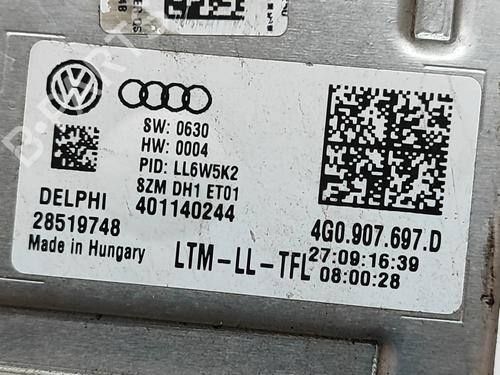 SW: 0630
HW: 0004
PID: LL6W5K2
8ZM DH1 ET01
DELPHI
401140244
28519748
4G0.907.697.D
Made in Hungary
LTM-LL-TFL
27:09:16:39
08:00:28